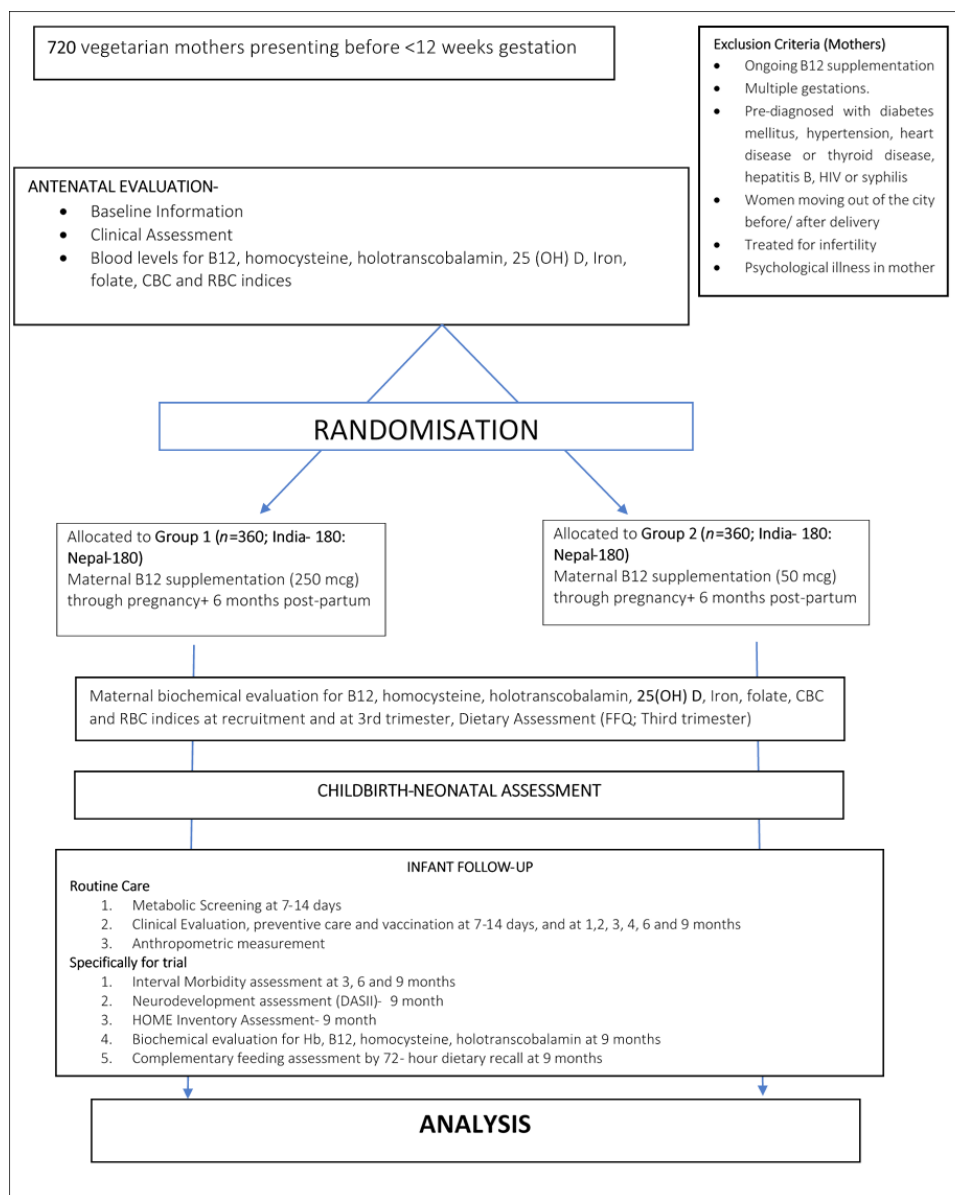 720 vegetarian mothers presenting before <12 weeks gestation
Exclusion Criteria (Mothers)
• Ongoing B12 supplementation
• Multiple gestations.
• Pre-diagnosed with diabetes
mellitus, hypertension, heart
disease or thyroid disease,
hepatitis B, HIV or syphilis
• Women moving out of the city
before/ after delivery
• Treated for infertility
• Psychological illness in mother
ANTENATAL EVALUATION-
• Baseline Information
• Clinical Assessment
• Blood levels for B12, homocysteine, holotranscobalamin, 25 (OH) D, Iron,
folate, CBC and RBC indices
RANDOMISATION
Allocated to Group 1 (n=360; India- 180:
Nepal-180)
Maternal B12 supplementation (250 mcg)
through pregnancy+ 6 months post-partum
Allocated to Group 2 (n=360; India- 180:
Nepal-180)
Maternal B12 supplementation (50 mcg)
through pregnancy+ 6 months post-partum
Maternal biochemical evaluation for B12, homocysteine, holotranscobalamin, 25(OH) D, Iron, folate, CBC
and RBC indices at recruitment and at 3rd trimester, Dietary Assessment (FFQ; Third trimester)
CHILDBIRTH-NEONATAL ASSESSMENT
INFANT FOLLOW-UP
Routine Care
1. Metabolic Screening at 7-14 days
2. Clinical Evaluation, preventive care and vaccination at 7-14 days, and at 1,2, 3, 4, 6 and 9 months
3. Anthropometric measurement
Specifically for trial
1. Interval Morbidity assessment at 3, 6 and 9 months
2. Neurodevelopment assessment (DASII)- 9 month
3. HOME Inventory Assessment- 9 month
4. Biochemical evaluation for Hb, B12, homocysteine, holotranscobalamin at 9 months
5. Complementary feeding assessment by 72- hour dietary recall at 9 months
ANALYSIS